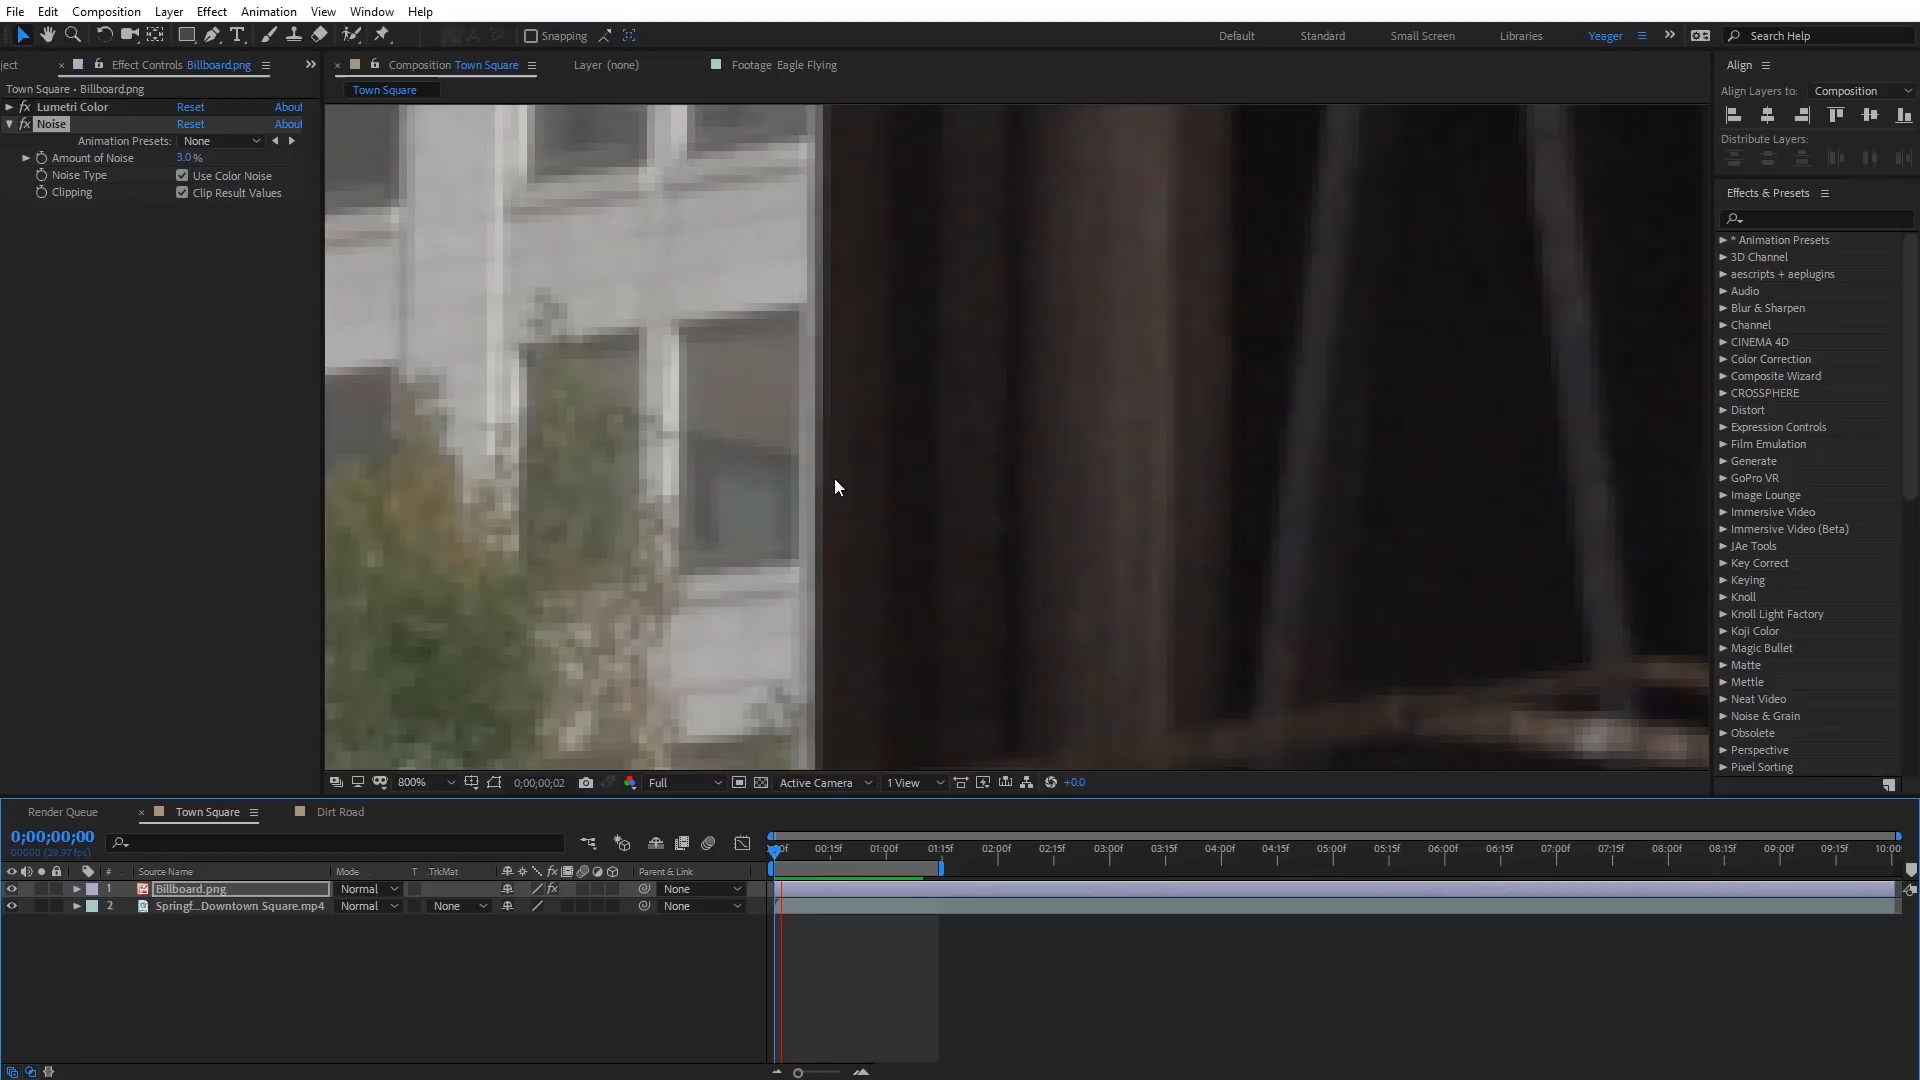 File Edit Composition Layer Effect Animation View Window Help
Snapping
Default Standard Small Screen Libraries Yeager Search Help
ject Effect Controls Billboard.png
Composition Town Square Layer (none) Footage Eagle Flying
Align
Town Square • Billboard.png
Town Square
Align Layers to: Composition
Lumetri Color Reset About
fx Noise Reset About
Animation Presets: None
Amount of Noise 3.0 %
Noise Type Use Color Noise
Clipping Clip Result Values
Distribute Layers:
Effects & Presets
* Animation Presets
3D Channel
aescripts + aeplugins
Audio
Blur & Sharpen
Channel
CINEMA 4D
Color Correction
Composite Wizard
CROSSPHERE
Distort
Expression Controls
Film Emulation
Generate
GoPro VR
Image Lounge
Immersive Video
Immersive Video (Beta)
JAe Tools
Key Correct
Keying
Knoll
Knoll Light Factory
Koji Color
Magic Bullet
Matte
Mettle
Neat Video
Noise & Grain
Obsolete
Perspective
Pixel Sorting
800% 0;00;00;02 Full Active Camera 1 View +0.0
Render Queue Town Square Dirt Road
0;00;00;00
00000 (29.97 fps)
:00f 00:15f 01:00f 01:15f 02:00f 02:15f 03:00f 03:15f 04:00f 04:15f 05:00f 05:15f 06:00f 06:15f 07:00f 07:15f 08:00f 08:15f 09:00f 09:15f 10:00
# Source Name Mode T .TrkMat Parent & Link
1 Billboard.png Normal None
2 Springf...Downtown Square.mp4 Normal None None